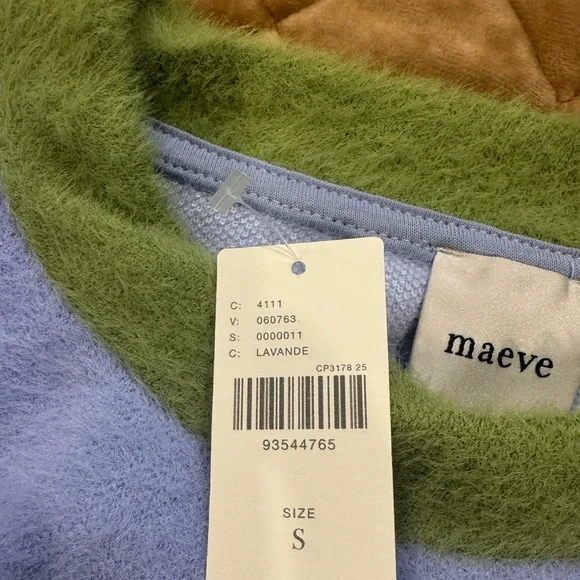 C: 4111
V: 060763
S: 0000011
C: LAVANDE
CP3178 25
93544765
SIZE
S
maeve